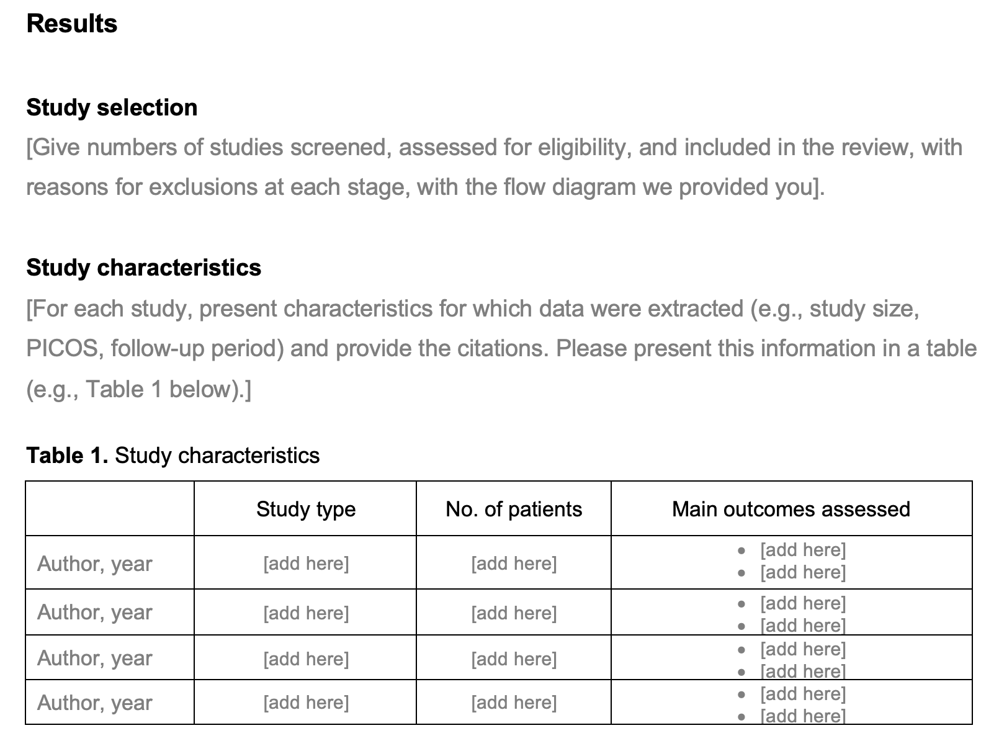 Results
Study selection
[Give numbers of studies screened, assessed for eligibility, and included in the review, with
reasons for exclusions at each stage, with the flow diagram we provided you].
Study characteristics
[For each study, present characteristics for which data were extracted (e.g., study size,
PICOS, follow-up period) and provide the citations. Please present this information in a table
(e.g., Table 1 below).]
Table 1. Study characteristics
Study type No. of patients Main outcomes assessed
Author, year [add here] [add here] • [add here]
• [add here]
Author, year [add here] [add here] • [add here]
• [add here]
Author, year [add here] [add here] • [add here]
• [add here]
Author, year [add here] [add here] • [add here]
• [add here]